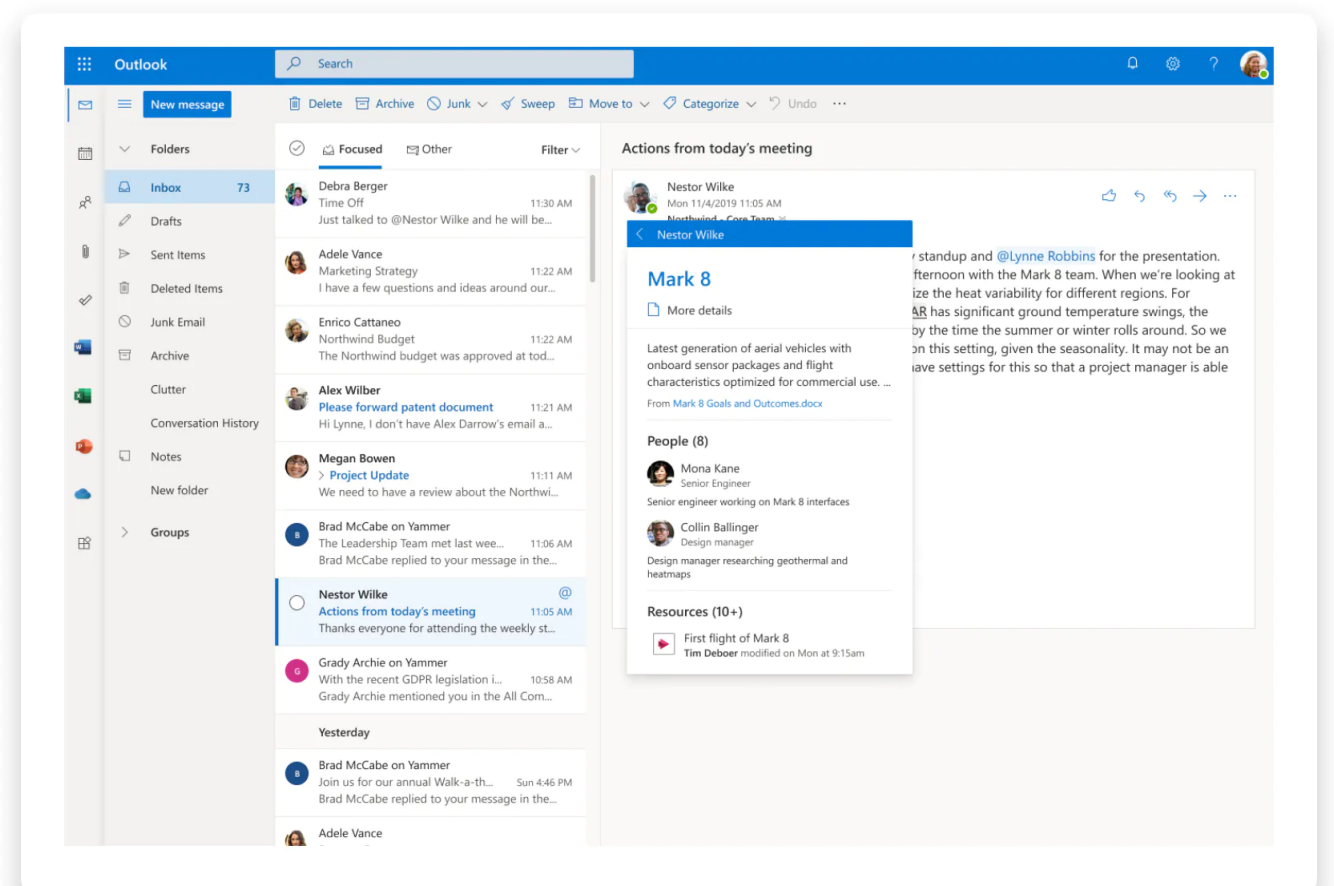 Outlook
Search
New message
Delete
Archive
Junk
Sweep
Move to
Categorize
Undo
Folders
Inbox 73
Drafts
Sent Items
Deleted Items
Junk Email
Archive
Clutter
Conversation History
Notes
New folder
Groups
Focused
Other
Filter
Debra Berger
Time Off 11:30 AM
Just talked to @Nestor Wilke and he will be...
Adele Vance
Marketing Strategy 11:22 AM
I have a few questions and ideas around our...
Enrico Cattaneo
Northwind Budget 11:22 AM
The Northwind budget was approved at tod...
Alex Wilber
Please forward patent document 11:21 AM
Hi Lynne, I don't have Alex Darrow's email a...
Megan Bowen
> Project Update 11:11 AM
We need to have a review about the Northwi...
B
Brad McCabe on Yammer
The Leadership Team met last wee... 11:06 AM
Brad McCabe replied to your message in the...
Nestor Wilke @
Actions from today's meeting 11:05 AM
Thanks everyone for attending the weekly st...
G
Grady Archie on Yammer
With the recent GDPR legislation i... 10:58 AM
Grady Archie mentioned you in the All Com...
Yesterday
B
Brad McCabe on Yammer
Join us for our annual Walk-a-th... Sun 4:46 PM
Brad McCabe replied to your message in the...
Adele Vance
Actions from today's meeting
Nestor Wilke
Mon 11/4/2019 11:05 AM
Northwind - Core Team
standup and @Lynne Robbins for the presentation.
fternoon with the Mark 8 team. When we're looking at
ize the heat variability for different regions. For
AR has significant ground temperature swings, the
by the time the summer or winter rolls around. So we
on this setting, given the seasonality. It may not be an
ave settings for this so that a project manager is able
Nestor Wilke
Mark 8
More details
Latest generation of aerial vehicles with
onboard sensor packages and flight
characteristics optimized for commercial use. ...
From Mark 8 Goals and Outcomes.docx
People (8)
Mona Kane
Senior Engineer
Senior engineer working on Mark 8 interfaces
Collin Ballinger
Design manager
Design manager researching geothermal and
heatmaps
Resources (10+)
First flight of Mark 8
Tim Deboer modified on Mon at 9:15am